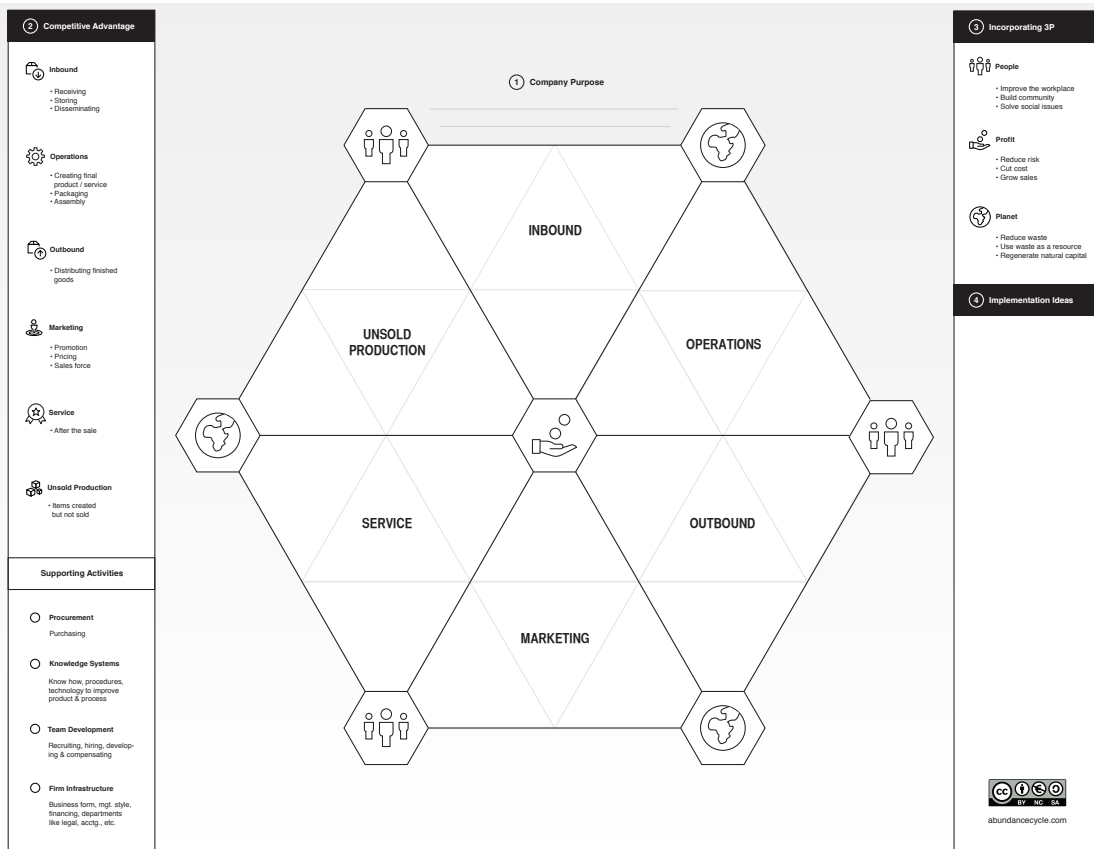 2 Competitive Advantage
Inbound
• Receiving
• Storing
• Disseminating
Operations
• Creating final
product / service
• Packaging
• Assembly
Outbound
• Distributing finished
goods
Marketing
• Promotion
• Pricing
• Sales force
Service
• After the sale
Unsold Production
• Items created
but not sold
Supporting Activities
Procurement
Purchasing
Knowledge Systems
Know how, procedures,
technology to improve
product & process
Team Development
Recruiting, hiring, develop-
ing & compensating
Firm Infrastructure
Business form, mgt. style,
financing, departments
like legal, acctg., etc.
1 Company Purpose
INBOUND
UNSOLD
PRODUCTION
OPERATIONS
SERVICE
OUTBOUND
MARKETING
3 Incorporating 3P
People
• Improve the workplace
• Build community
• Solve social issues
Profit
• Reduce risk
• Cut cost
• Grow sales
Planet
• Reduce waste
• Use waste as a resource
• Regenerate natural capital
4 Implementation Ideas
cc
BY NC SA
abundancecycle.com